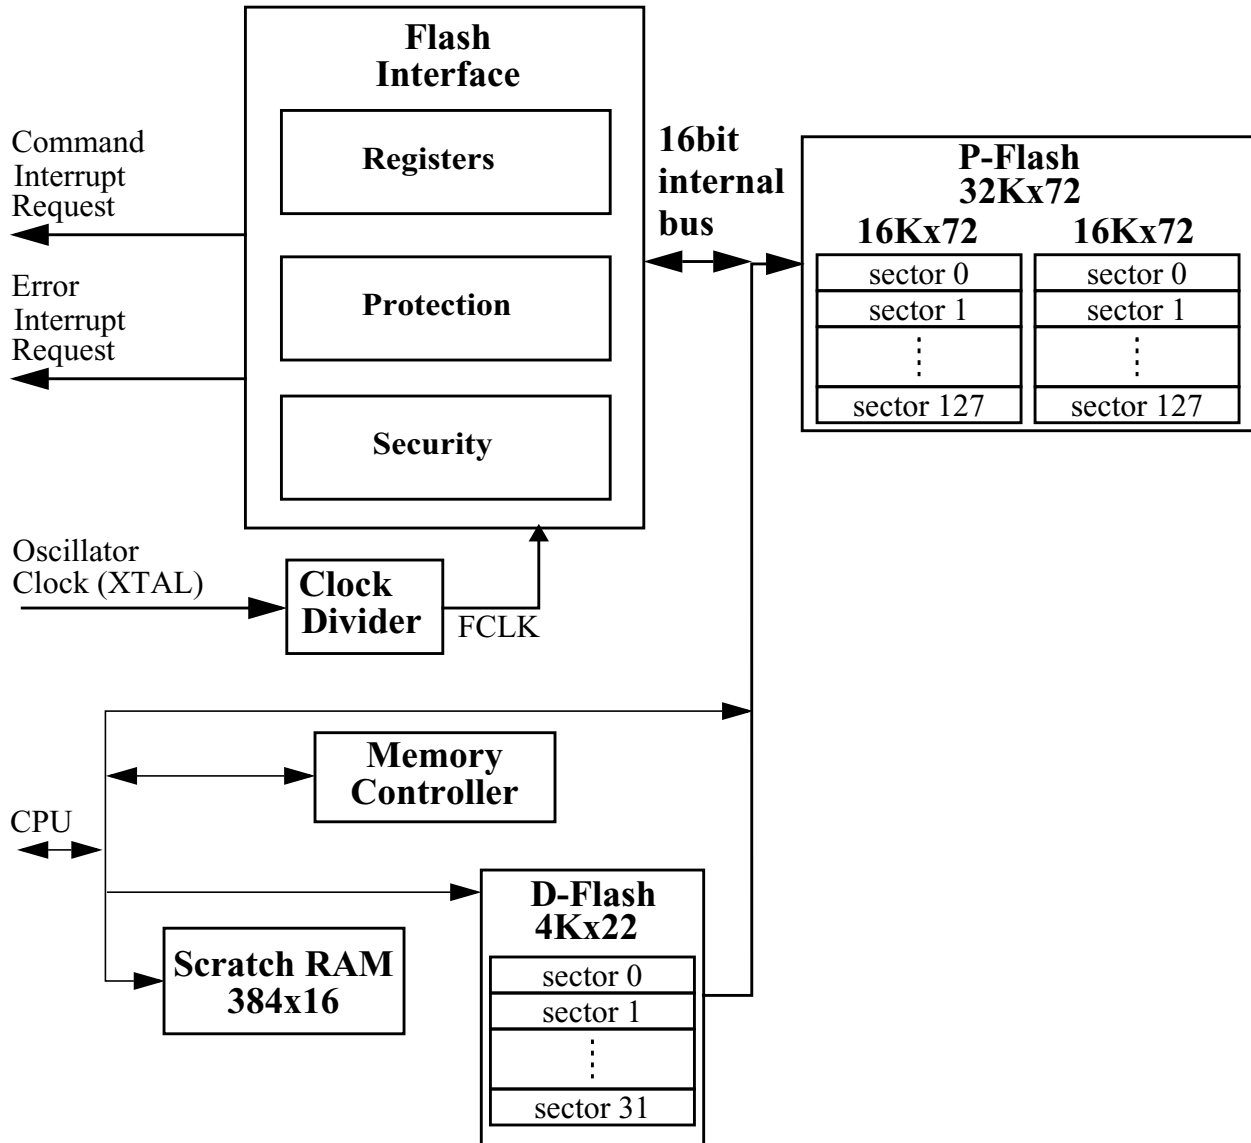 Flash
Interface
Registers
Protection
Security
Command
Interrupt
Request
Error
Interrupt
Request
16bit
internal
bus
P-Flash
32Kx72
16Kx72
16Kx72
sector 0
sector 0
sector 1
sector 1
sector 127
sector 127
Oscillator
Clock (XTAL)
Clock
Divider
FCLK
Memory
Controller
CPU
D-Flash
4Kx22
sector 0
sector 1
sector 31
Scratch RAM
384x16